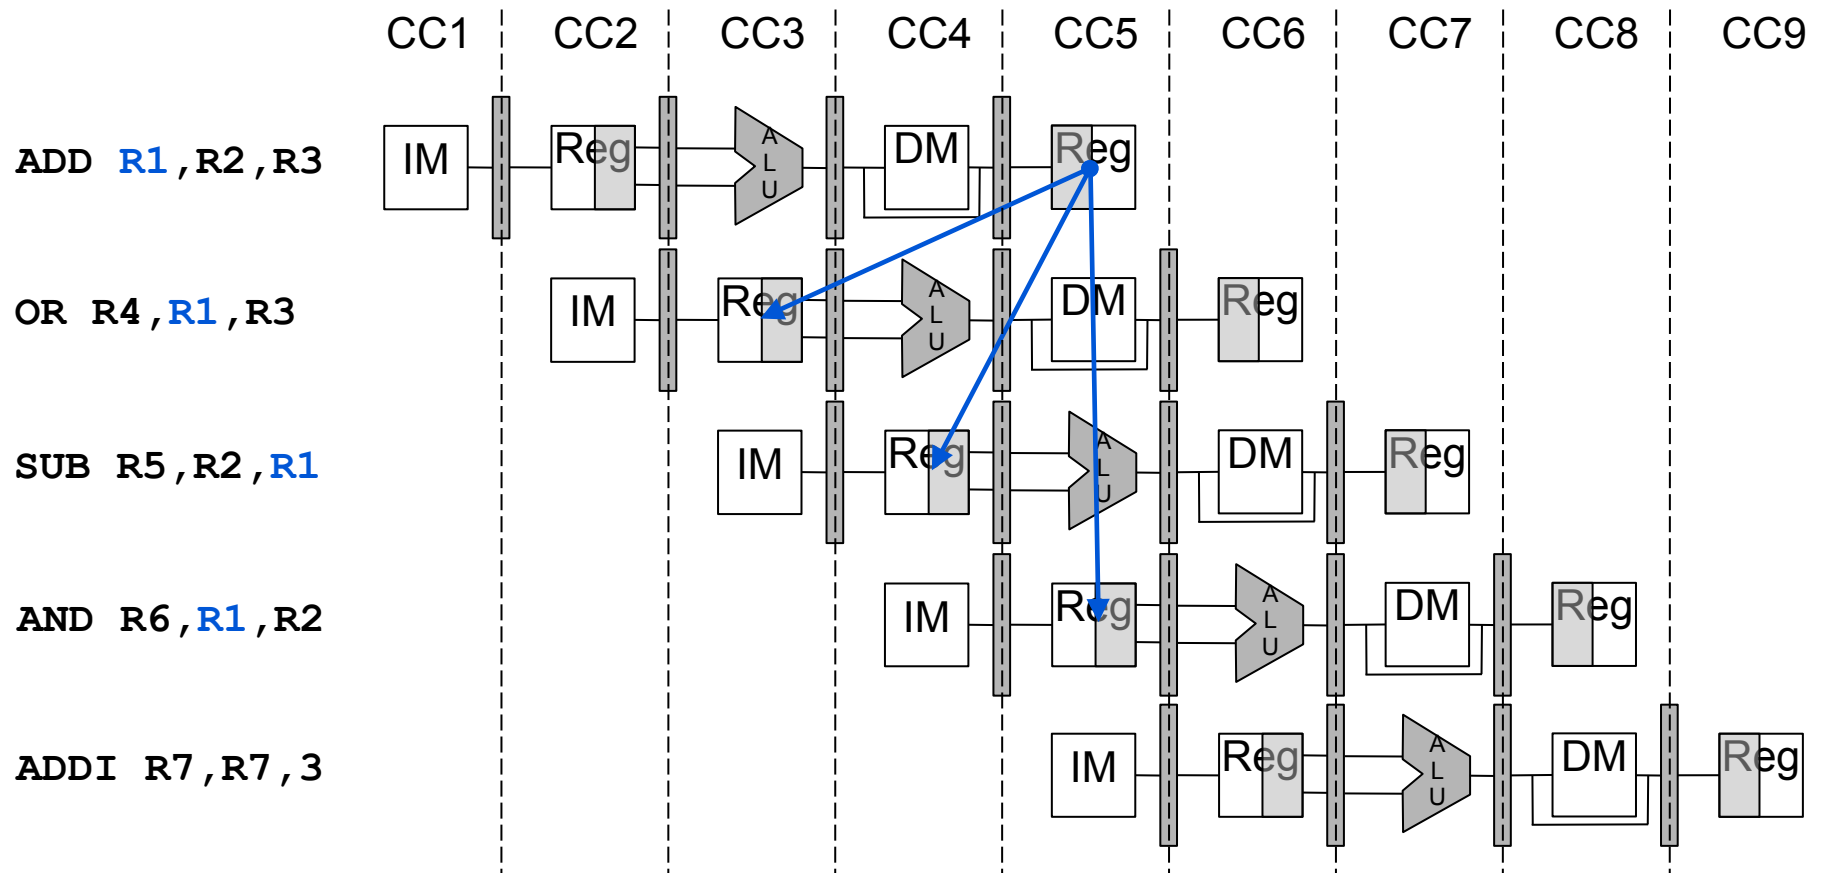 CC1 CC2 CC3 CC4 CC5 CC6 CC7 CC8 CC9
ADD R1,R2,R3 IM Reg ALU DM Reg
OR R4,R1,R3 IM Reg ALU DM Reg
SUB R5,R2,R1 IM Reg ALU DM Reg
AND R6,R1,R2 IM Reg ALU DM Reg
ADDI R7,R7,3 IM Reg ALU DM Reg